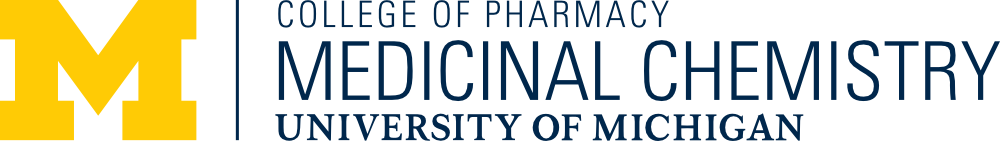 M
COLLEGE OF PHARMACY
MEDICINAL CHEMISTRY
UNIVERSITY OF MICHIGAN